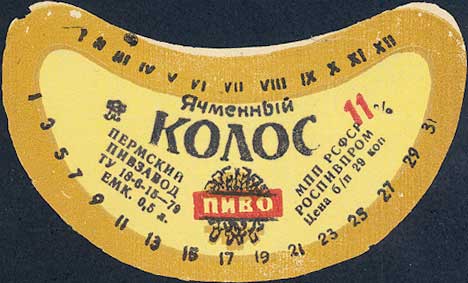 I II III IV V VI VII VIII IX X XI XII
Ячменный
КОЛОС
11%
ПЕРМСКИЙ
ПИВЗАВОД
ТУ 18-6-15-79
ЕМК. 0,5 л.
ПИВО
МПП РСФСР
РОСПИВПРОМ
Цена б/п 29 коп
1 3 5 7 9 11 13 15 17 19 21 23 25 27 29 31